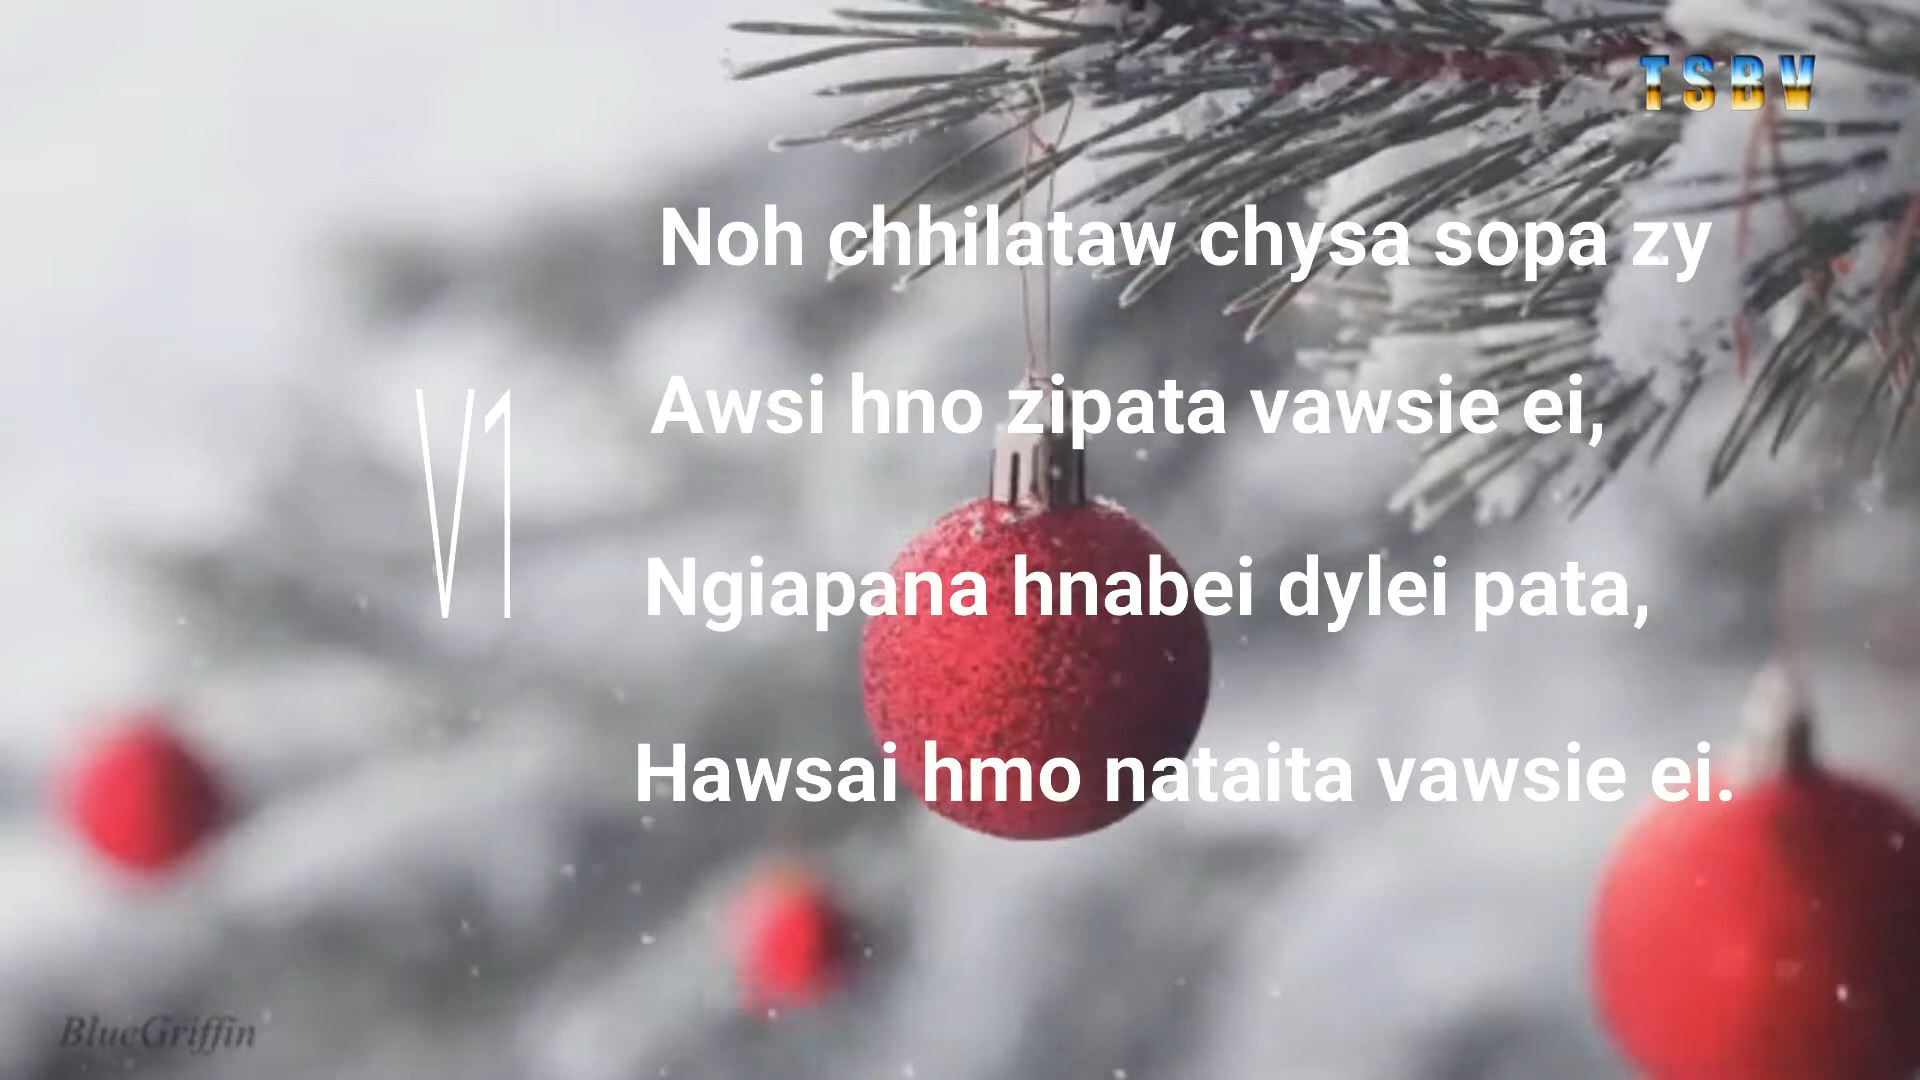 TSBV
Noh chhilataw chysa sopa zy
Awsi hno zipata vawsie ei,
V1
Ngiapana hnabei dylei pata,
Hawsai hmo nataita vawsie ei.
BlueGriffin